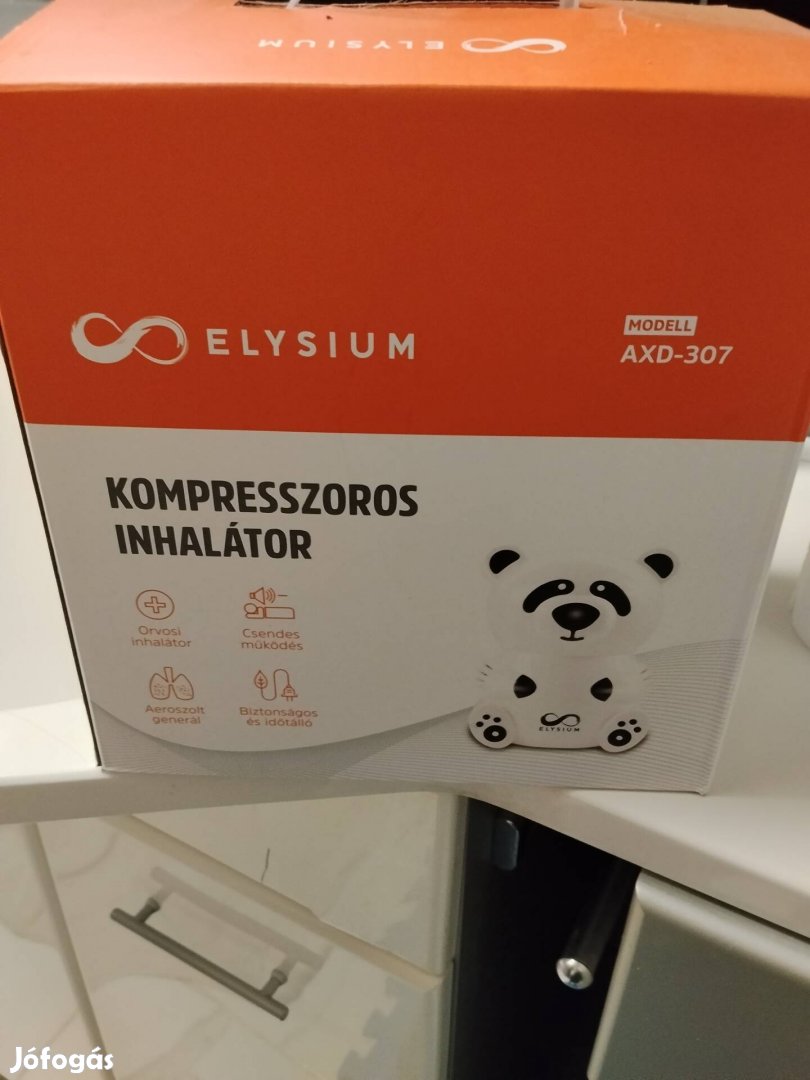 ELYSIUM
ELYSIUM
MODELL
AXD-307
KOMPRESSZOROS
INHALÁTOR
Orvosi
inhalátor
Csendes
működés
Aeroszolt
generál
Biztonságos
és időtálló
ELYSIUM
Jófogás